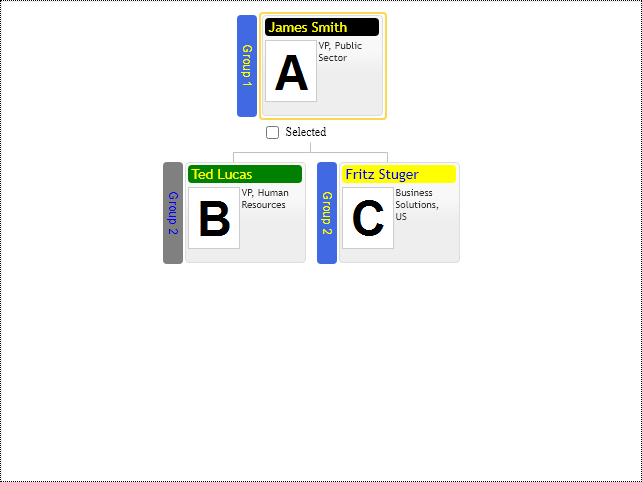 James Smith
Group 1
A
VP, Public
Sector
Selected
Group 2
Ted Lucas
B
VP, Human
Resources
Group 2
Fritz Stuger
C
Business
Solutions,
US